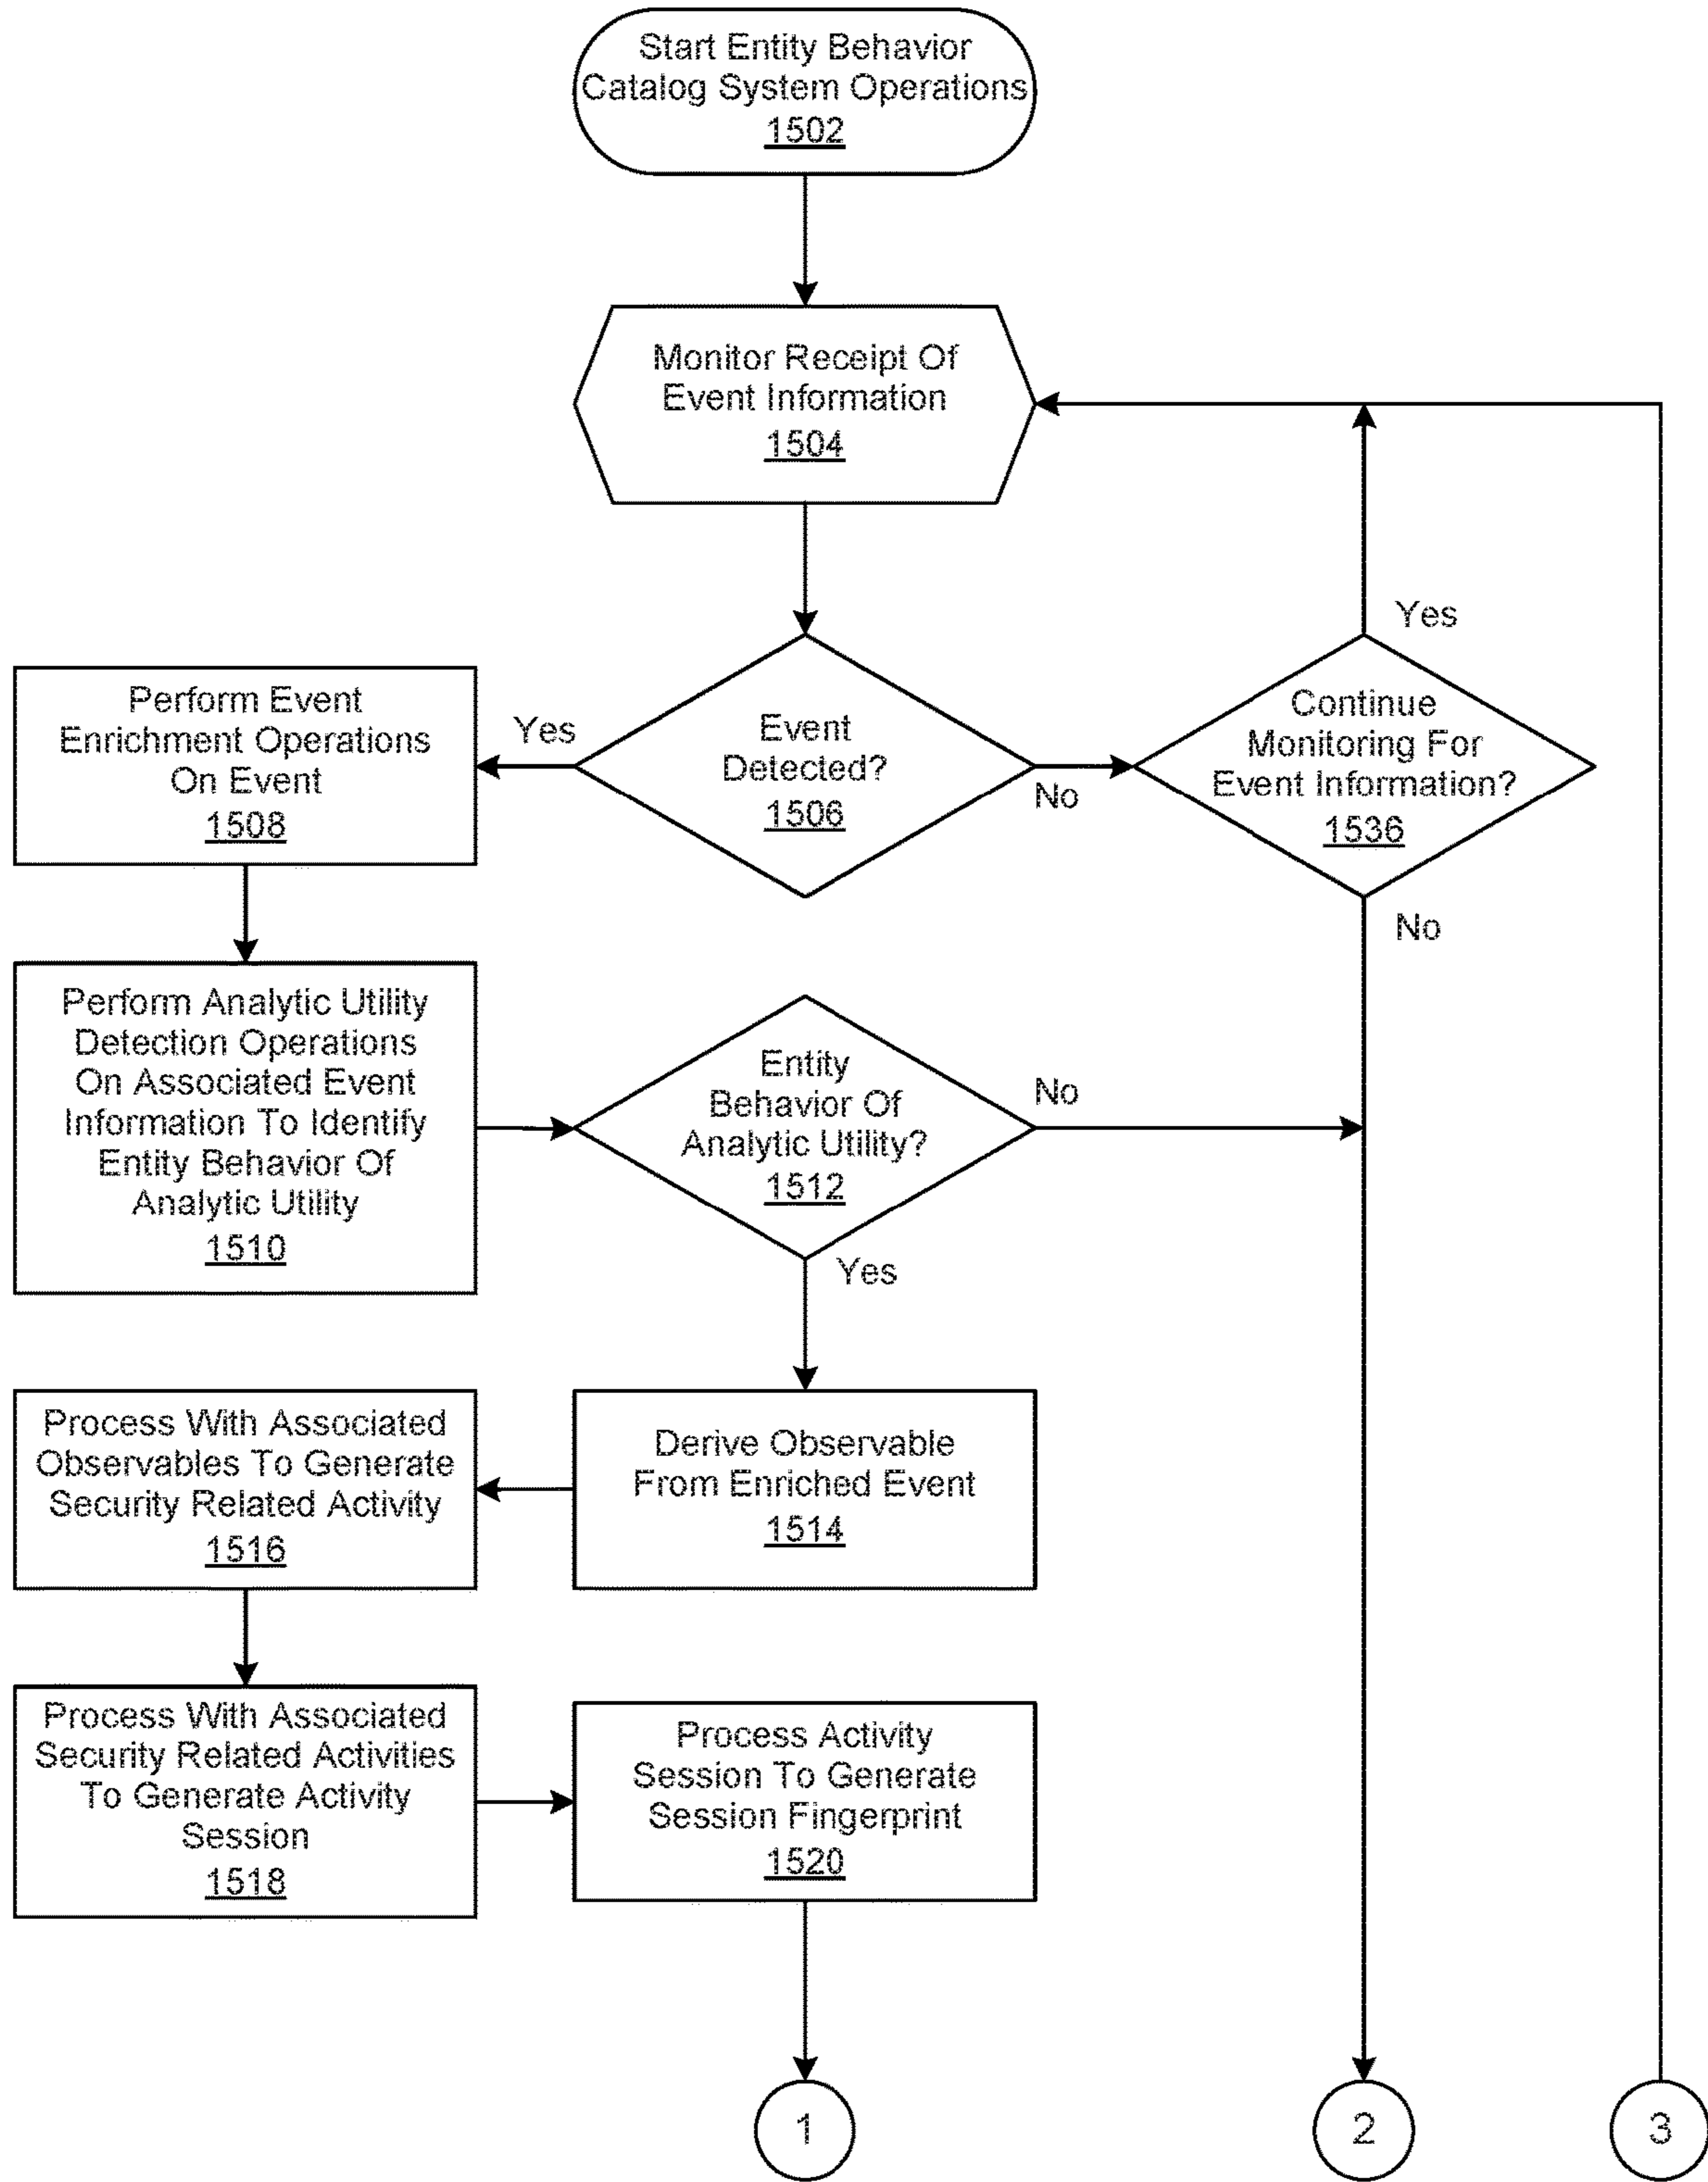 Start Entity Behavior
Catalog System Operations
1502
Monitor Receipt Of
Event Information
1504
Yes
Perform Event
Enrichment Operations
On Event
1508
Yes
Event
Detected?
1506
No
Continue
Monitoring For
Event Information?
1536
No
Perform Analytic Utility
Detection Operations
On Associated Event
Information To Identify
Entity Behavior Of
Analytic Utility
1510
Entity
Behavior Of
Analytic Utility?
1512
No
Yes
Process With Associated
Observables To Generate
Security Related Activity
1516
Derive Observable
From Enriched Event
1514
Process With Associated
Security Related Activities
To Generate Activity
Session
1518
Process Activity
Session To Generate
Session Fingerprint
1520
1
2
3